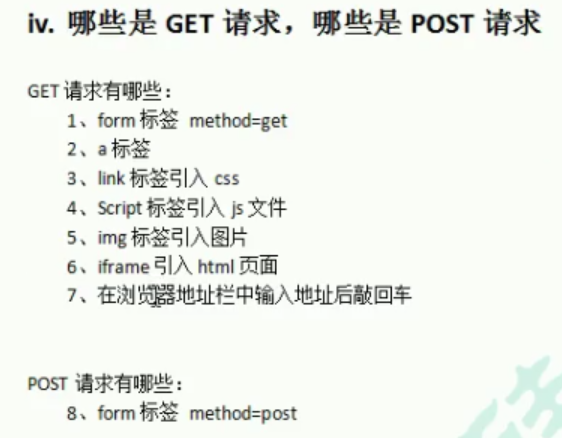 iv. 哪些是 GET 请求，哪些是 POST 请求
GET 请求有哪些：
1、form 标签 method=get
2、a 标签
3、link 标签引入 css
4、Script 标签引入 js 文件
5、img 标签引入图片
6、iframe 引入 html 页面
7、在浏览器地址栏中输入地址后敲回车
POST 请求有哪些：
8、form 标签 method=post